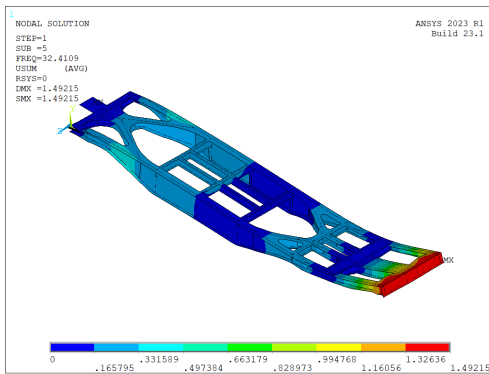 1
NODAL SOLUTION
STEP=1
SUB =5
FREQ=32.4109
USUM (AVG)
RSYS=0
DMX =1.49215
SMX =1.49215
ANSYS 2023 R1
Build 23.1
Y
Z
MX
0 .331589 .663179 .994768 1.32636
.165795 .497384 .828973 1.16056 1.49215